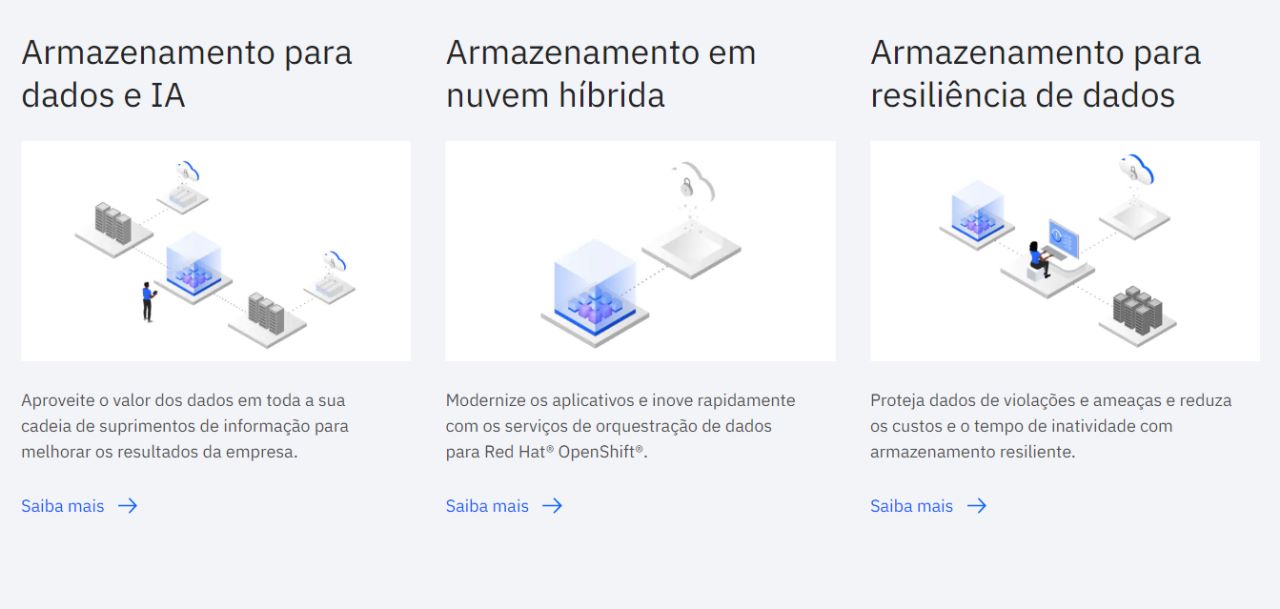 Armazenamento para
dados e IA
Aproveite o valor dos dados em toda a sua
cadeia de suprimentos de informação para
melhorar os resultados da empresa.
Saiba mais
Armazenamento em
nuvem híbrida
Modernize os aplicativos e inove rapidamente
com os serviços de orquestração de dados
para Red Hat® OpenShift®.
Saiba mais
Armazenamento para
resiliência de dados
Proteja dados de violações e ameaças e reduza
os custos e o tempo de inatividade com
armazenamento resiliente.
Saiba mais